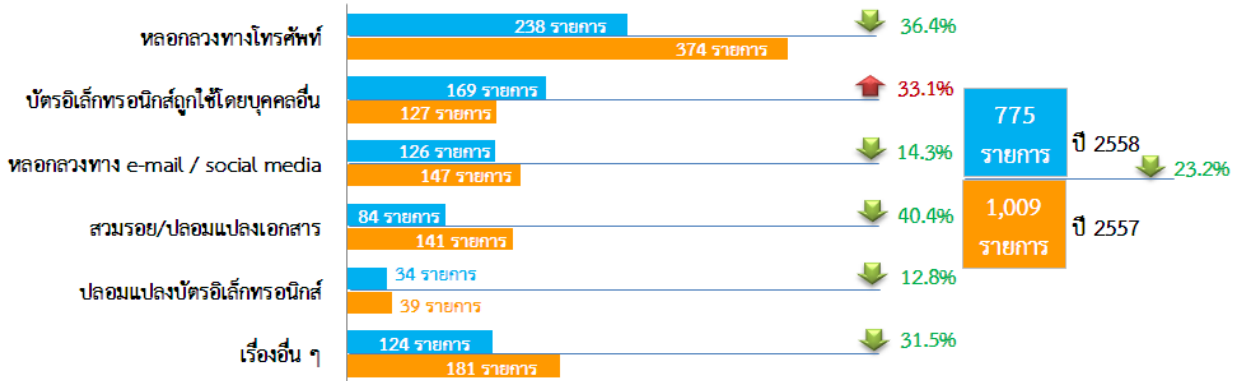 หลอกลวงทางโทรศัพท์
238 รายการ
374 รายการ
36.4%
บัตรอิเล็กทรอนิกส์ถูกใช้โดยบุคคลอื่น
169 รายการ
127 รายการ
33.1%
หลอกลวงทาง e-mail / social media
126 รายการ
147 รายการ
14.3%
สวมรอย/ปลอมแปลงเอกสาร
84 รายการ
141 รายการ
40.4%
ปลอมแปลงบัตรอิเล็กทรอนิกส์
34 รายการ
39 รายการ
12.8%
เรื่องอื่น ๆ
124 รายการ
181 รายการ
31.5%
775
รายการ
ปี 2558
23.2%
1,009
รายการ
ปี 2557